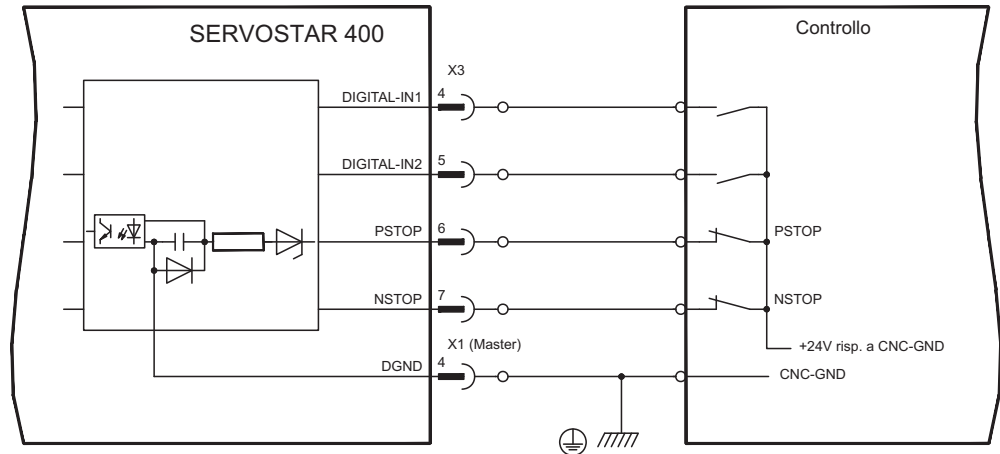 SERVOSTAR 400
Controllo
X3
DIGITAL-IN1 4
DIGITAL-IN2 5
PSTOP 6 PSTOP
NSTOP 7 NSTOP
X1 (Master) +24V risp. a CNC-GND
DGND 4 CNC-GND